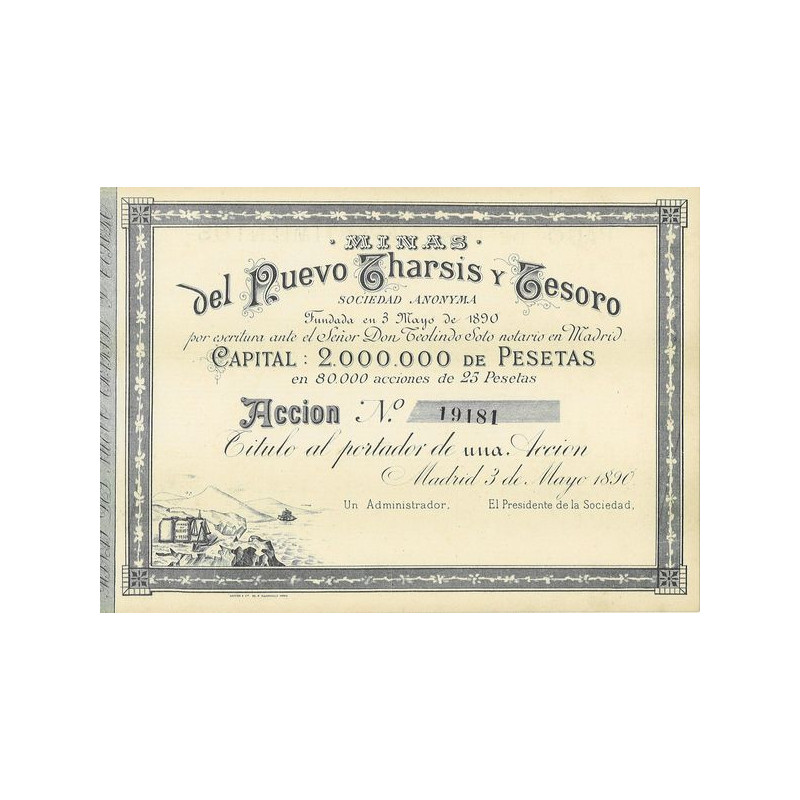 · MINAS ·
del Nuevo Tharsis y Tesoro
SOCIEDAD ANONYMA
Fundada en 3 Mayo de 1890
por escritura ante el Señor Don Teolindo Soto notario en Madrid
CAPITAL : 2.000.000 DE PESETAS
en 80.000 acciones de 25 Pesetas
Accion N.º 19181
Titulo al portador de una Accion
Madrid 3 de Mayo 1890
Un Administrador, El Presidente de la Sociedad,